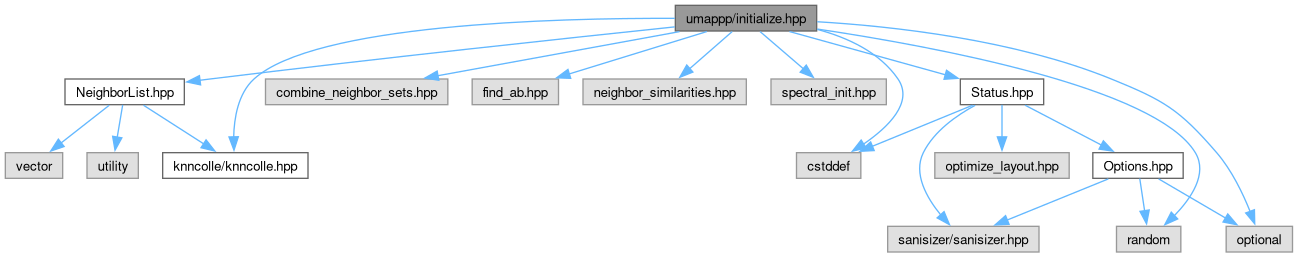 umappp/initialize.hpp
NeighborList.hpp
combine_neighbor_sets.hpp
find_ab.hpp
neighbor_similarities.hpp
spectral_init.hpp
Status.hpp
vector
utility
knncolle/knncolle.hpp
cstddef
optimize_layout.hpp
Options.hpp
sanisizer/sanisizer.hpp
random
optional